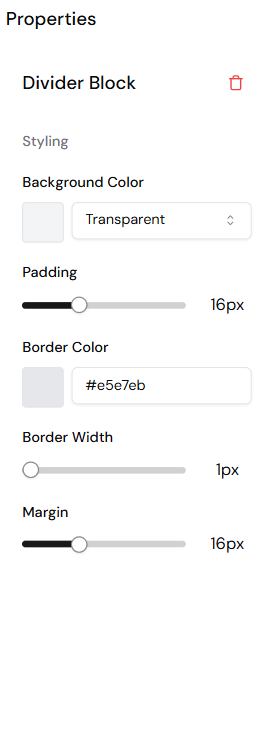 Properties
Divider Block
Styling
Background Color
Transparent
Padding
16px
Border Color
#e5e7eb
Border Width
1px
Margin
16px